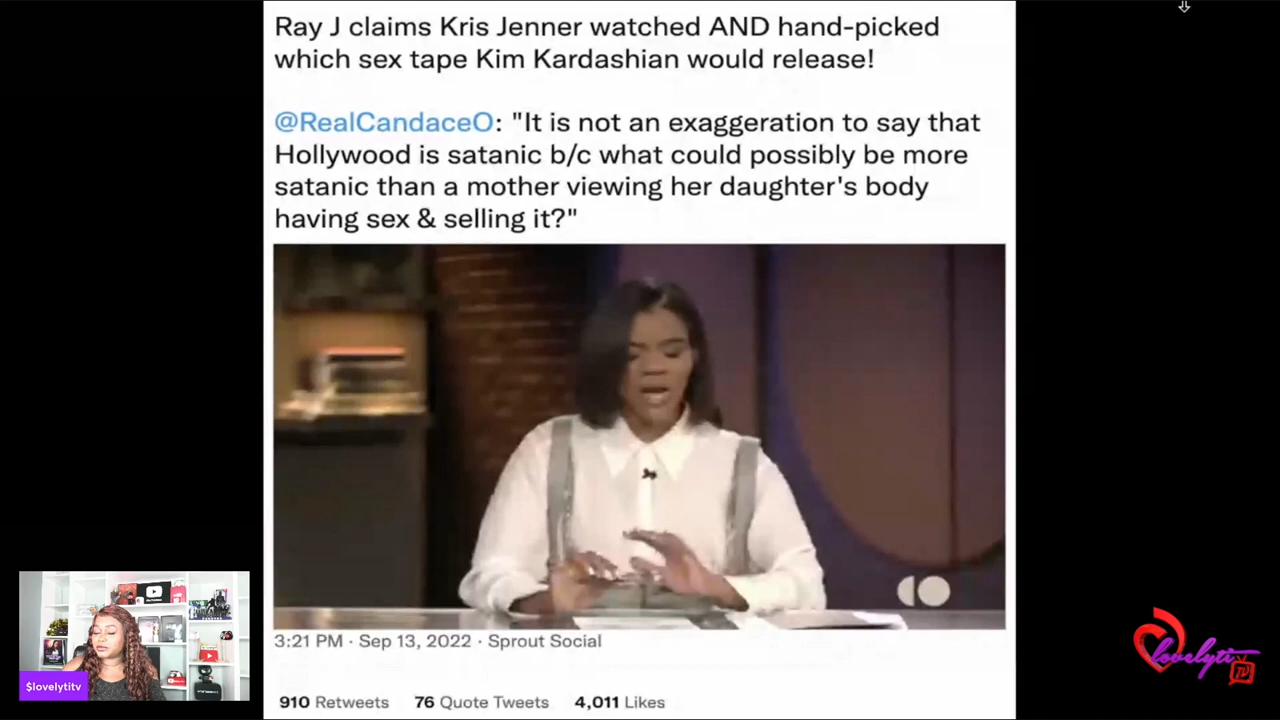 Ray J claims Kris Jenner watched AND hand-picked
which sex tape Kim Kardashian would release!
@RealCandaceO: "It is not an exaggeration to say that
Hollywood is satanic b/c what could possibly be more
satanic than a mother viewing her daughter's body
having sex & selling it?"
3:21 PM · Sep 13, 2022 · Sprout Social
910 Retweets 76 Quote Tweets 4,011 Likes
$lovelytitv
lovelyti
TV